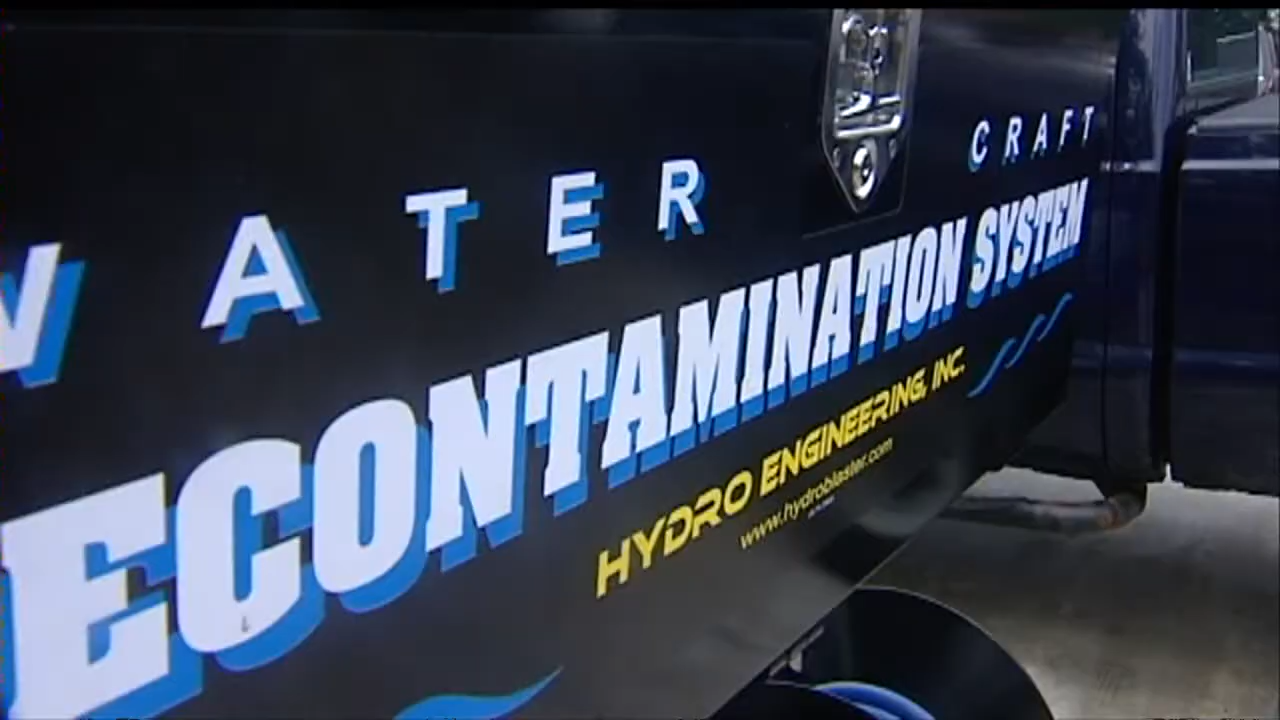 WATER CRAFT
ECONTAMINATION SYSTEM
HYDRO ENGINEERING, INC.
www.hydroblaster.com